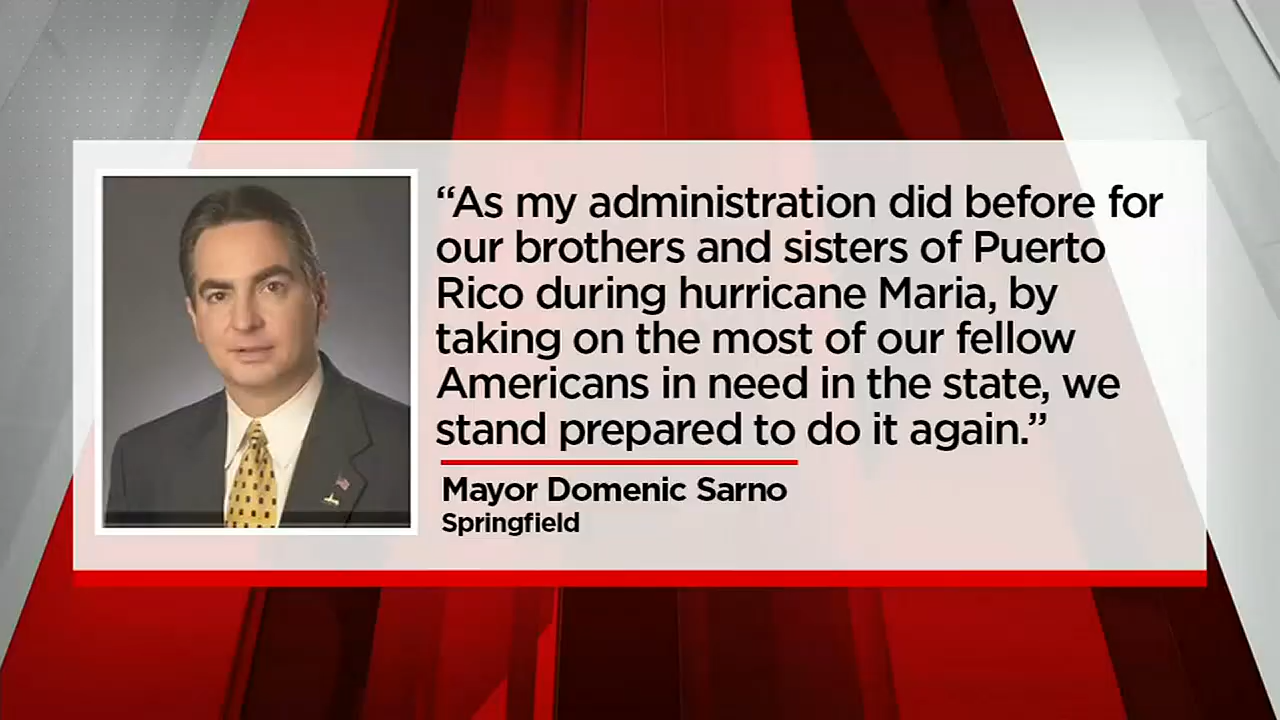 “As my administration did before for
our brothers and sisters of Puerto
Rico during hurricane Maria, by
taking on the most of our fellow
Americans in need in the state, we
stand prepared to do it again.”
Mayor Domenic Sarno
Springfield